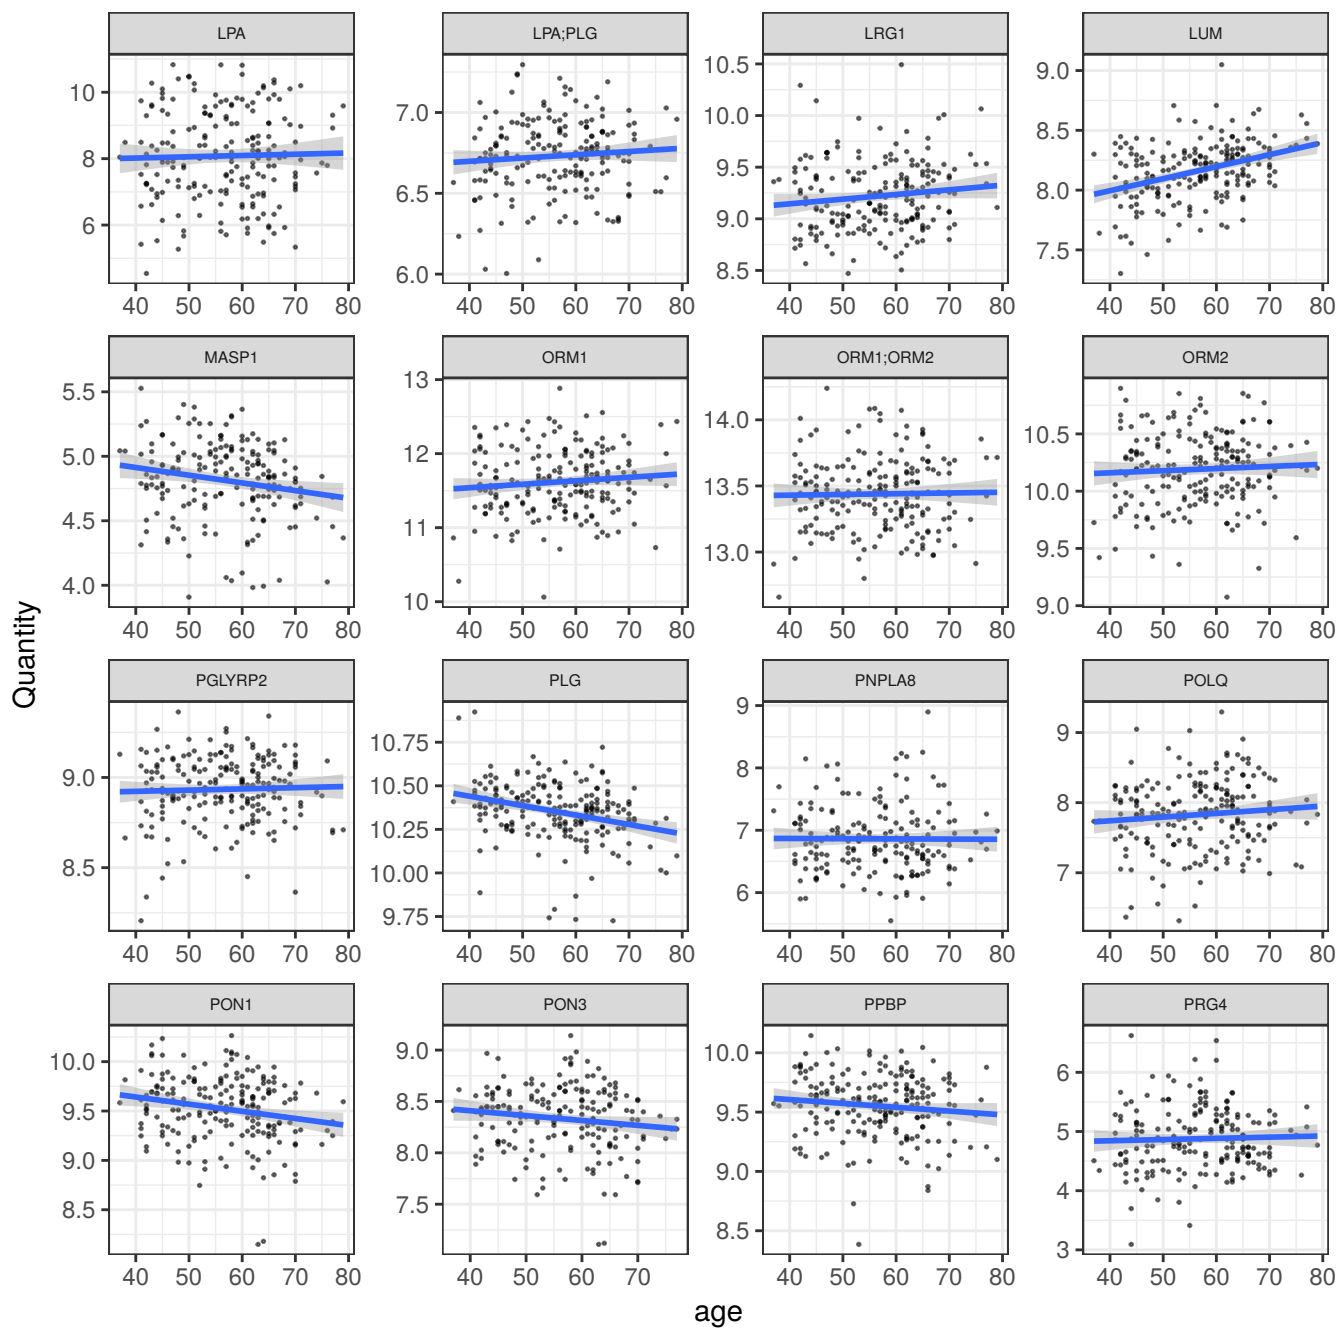 LPA LPA;PLG LRG1 LUM
10 8 6
7.0 6.5 6.0
10.5 10.0 9.5 9.0 8.5
9.0 8.5 8.0 7.5
40 50 60 70 80 40 50 60 70 80 40 50 60 70 80 40 50 60 70 80
MASP1 ORM1 ORM1;ORM2 ORM2
5.5 5.0 4.5 4.0
13 12 11 10
14.0 13.5 13.0
10.5 10.0 9.5 9.0
40 50 60 70 80 40 50 60 70 80 40 50 60 70 80 40 50 60 70 80
Quantity
PGLYRP2 PLG PNPLA8 POLQ
9.0 8.5
10.75 10.50 10.25 10.00 9.75
9 8 7 6
9 8 7
40 50 60 70 80 40 50 60 70 80 40 50 60 70 80 40 50 60 70 80
PON1 PON3 PPBP PRG4
10.0 9.5 9.0 8.5
9.0 8.5 8.0 7.5
10.0 9.5 9.0 8.5
6 5 4 3
40 50 60 70 80 40 50 60 70 40 50 60 70 80 40 50 60 70 80
age